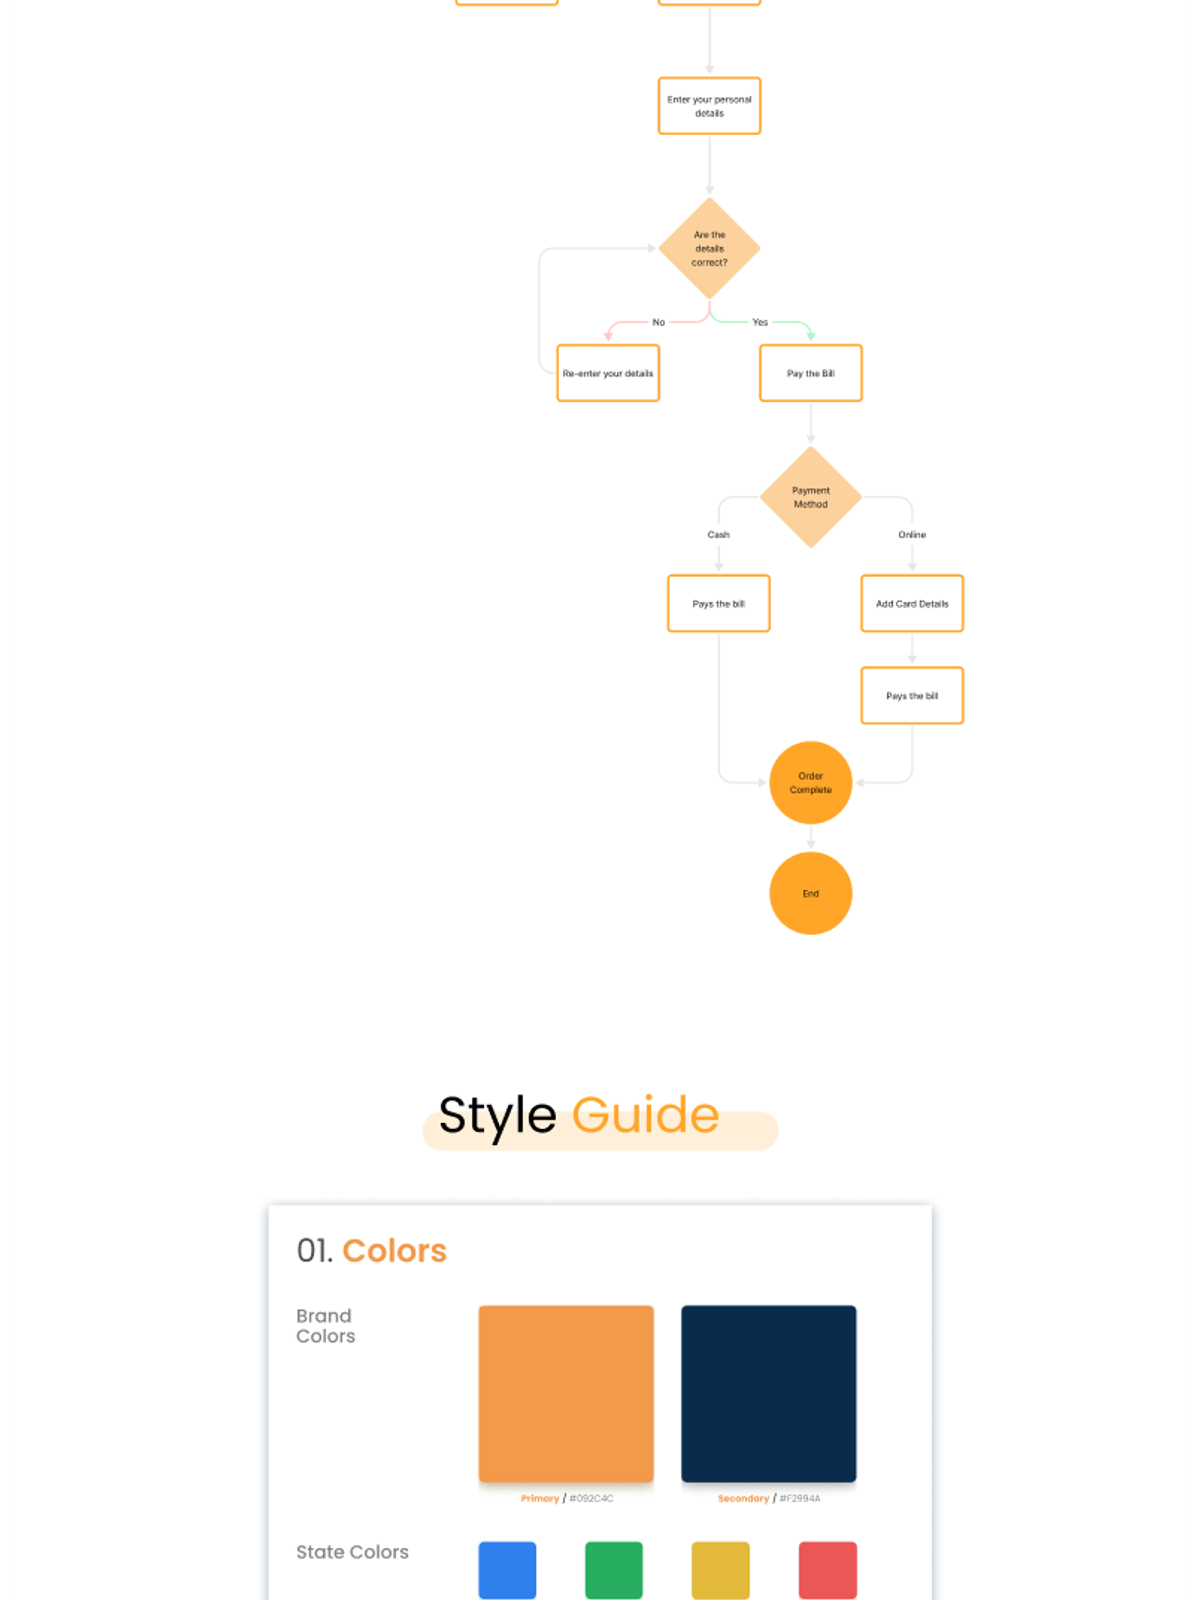 Enter your personal
details
Are the
details
correct?
No
Yes
Re-enter your details
Pay the Bill
Payment
Method
Cash
Online
Pays the bill
Add Card Details
Pays the bill
Order
Complete
End
Style Guide
01. Colors
Brand
Colors
Primary / #092C4C
Secondary / #F2994A
State Colors